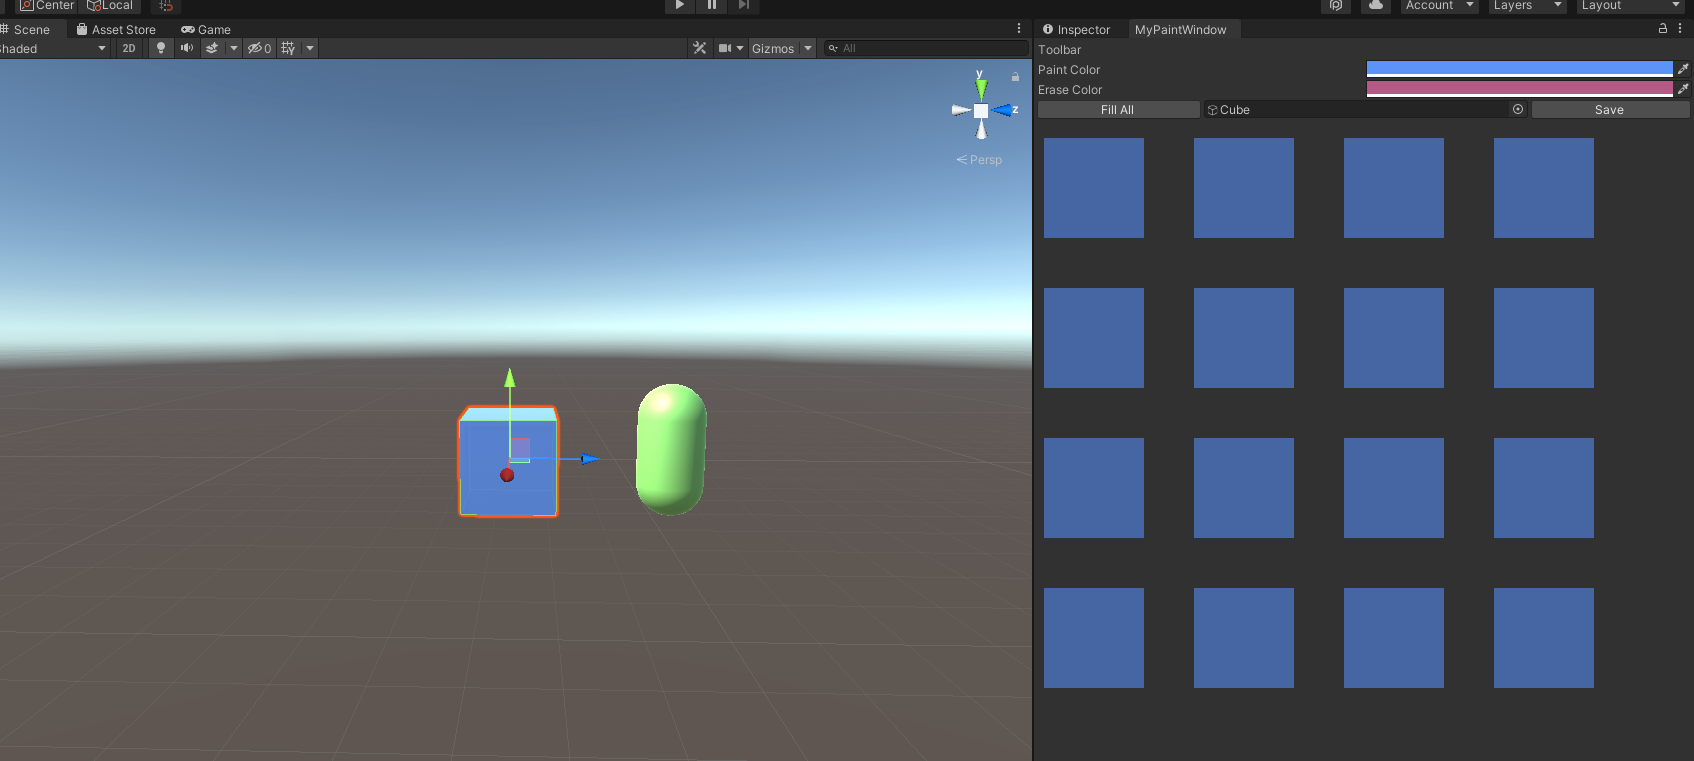 Center Local Account Layers Layout
Scene Asset Store Game Inspector MyPaintWindow
haded 2D 0 Gizmos All Toolbar
y
z
Persp
Paint Color
Erase Color
Fill All Cube Save